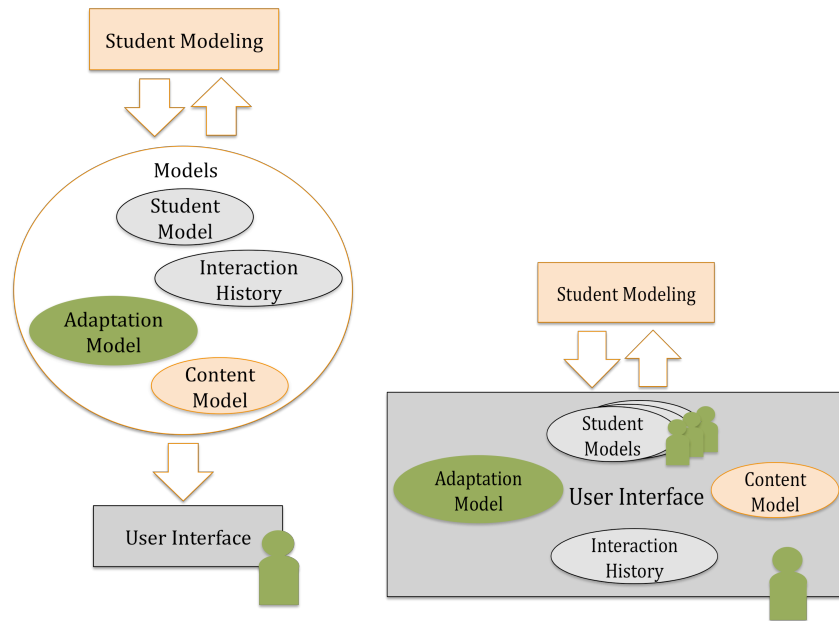 Student Modeling
Models
Student
Model
Interaction
History
Adaptation
Model
Content
Model
User Interface
Student Modeling
Student
Models
Adaptation
Model
User Interface
Content
Model
Interaction
History